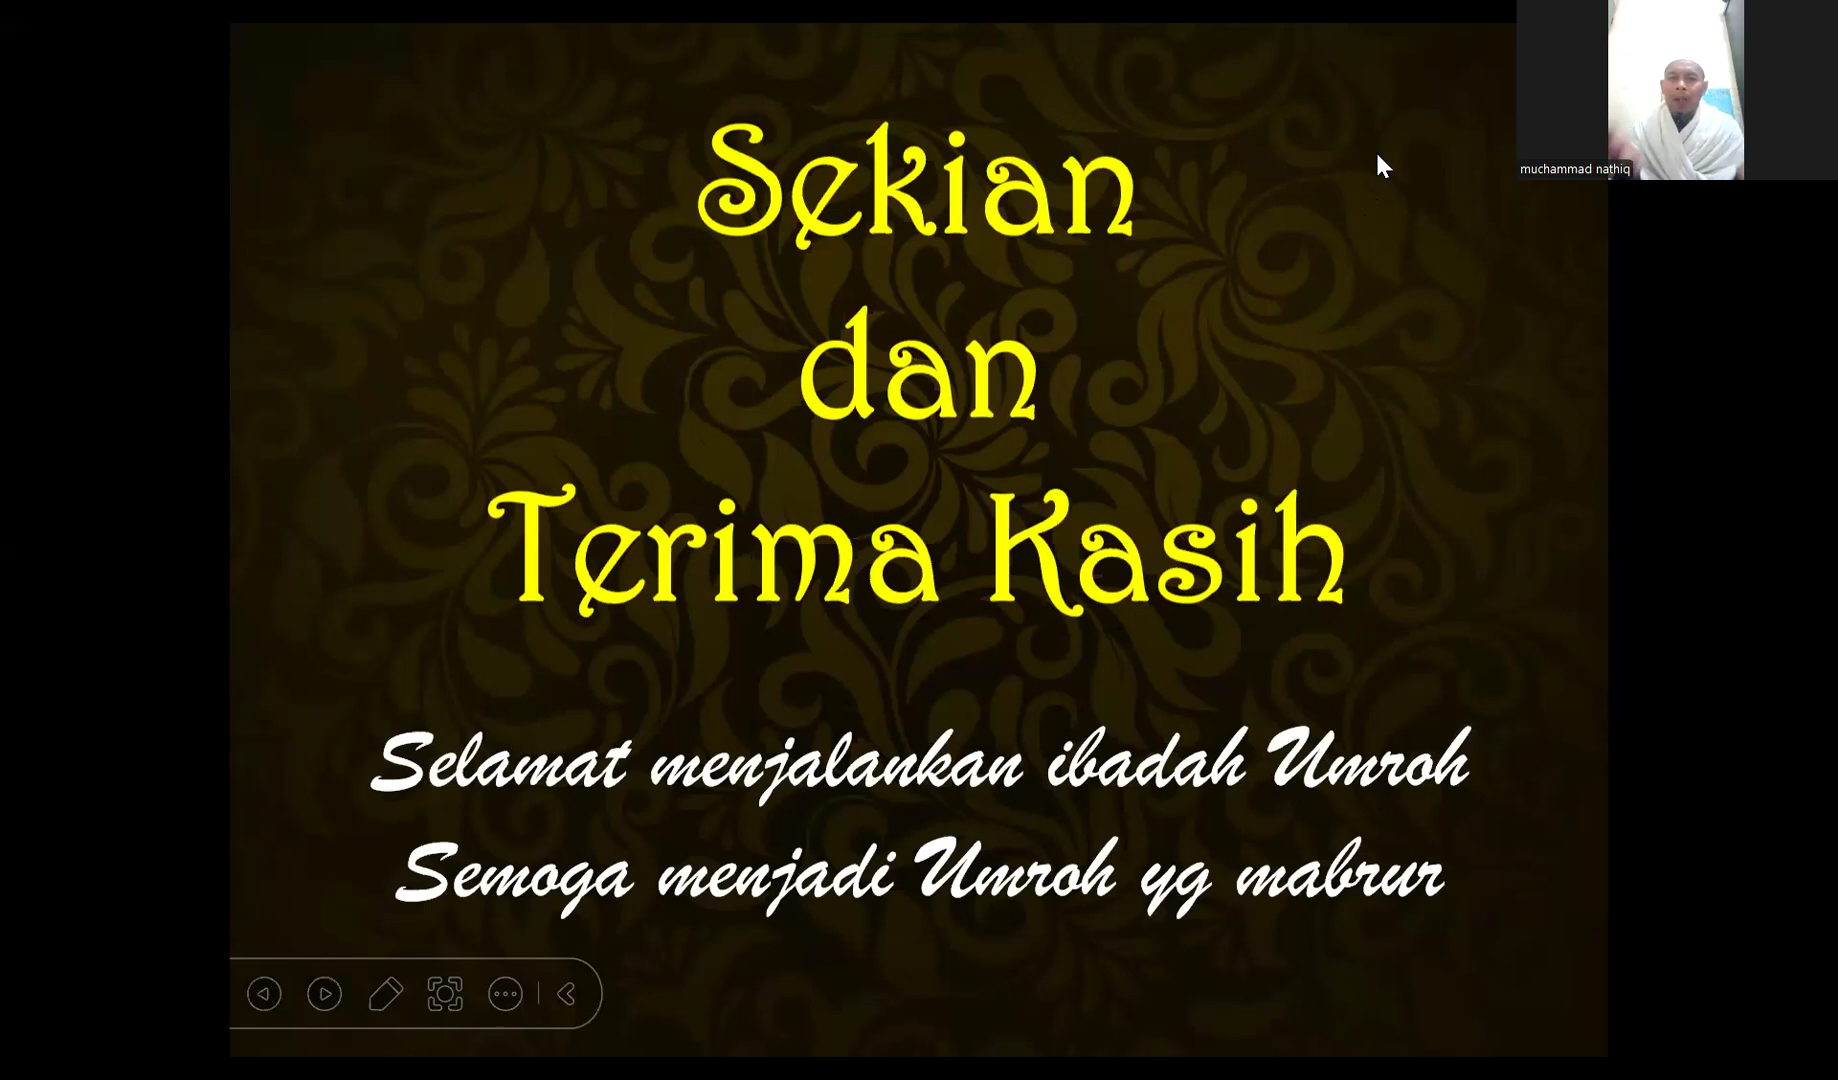 Sekian
dan
Terima Kasih
Selamat menjalankan ibadah Umroh
Semoga menjadi Umroh yg mabrur
muchammad nathiq